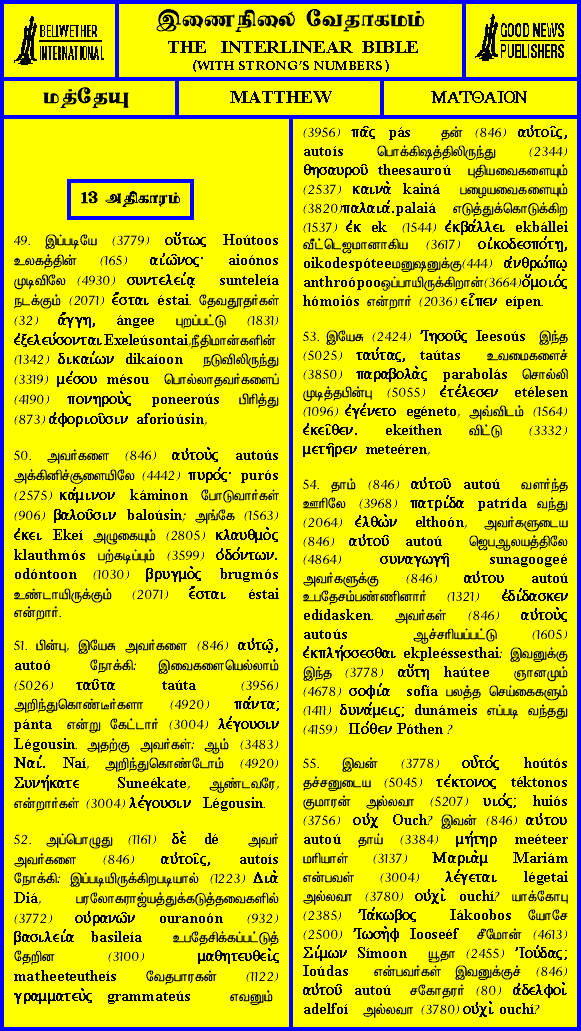 BELLWETHER INTERNATIONAL
இணைநிலை வேதாகமம்
THE INTERLINEAR BIBLE
(WITH STRONG'S NUMBERS)
GOOD NEWS PUBLISHERS
மத்தேயு
MATTHEW
ΜΑΤΘΑΙΟΝ
13 அதிகாரம்
49. இப்படியே (3779) οὕτως Hoútoos
உலகத்தின் (165) αἰῶνος· aioónos
முடிவிலே (4930) συντελείᾳ sunteleía
நடக்கும் (2071) ἔσται éstai. தேவதூதர்கள்
(32) ἄγγη, ángee புறப்பட்டு (1831)
ἐξελεύσονται Exeleúsontai,நீதிமான்களின்
(1342) δικαίων dikaíoon நடுவிலிருந்து
(3319) μέσου mésou பொல்லாதவர்களைப்
(4190) πονηροὺς poneeroús பிரித்து
(873) ἀφοριοῦσιν aforioúsin,
50. அவர்களை (846) αὐτοὺς autoús
அக்கினிச்சூளையிலே (4442) πυρός· purós
(2575) κάμινον káminon போடுவார்கள்
(906) βαλοῦσιν baloúsin; அங்கே (1563)
ἐκει Ekeí அழுகையும் (2805) κλαυθμὸς
klauthmós பற்கடிப்பும் (3599) ὀδόντων.
odóntoon (1030) βρυγμὸς brugmós
உண்டாயிருக்கும் (2071) ἔσται éstai
என்றார்.
51. பின்பு, இயேசு அவர்களை (846) αὐτῷ,
autoó நோக்கி: இவைகளையெல்லாம்
(5026) ταῦτα taúta (3956)
அறிந்துகொண்டீர்களா (4920) πάντα;
pánta என்று கேட்டார் (3004) λέγουσιν
Légousin. அதற்கு அவர்கள்: ஆம் (3483)
Ναί. Naí, அறிந்துகொண்டோம் (4920)
Συνήκατε Suneékate, ஆண்டவரே,
என்றார்கள் (3004) λέγουσιν Légousin.
52. அப்பொழுது (1161) δὲ dé அவர்
அவர்களை (846) αὐτοῖς, autoís
நோக்கி: இப்படியிருக்கிறபடியால் (1223) Διὰ
Diá, பரலோகராஜ்யத்துக்கடுத்தவைகளில்
(3772) οὐρανῶν ouranoón (932)
βασιλεία basileía உபதேசிக்கப்பட்டுத்
தேறின (3100) μαθητευθεὶς
matheeteutheís வேதபாரகன் (1122)
γραμματεὺς grammateús எவனும்
(3956) πᾶς pás தன் (846) αὐτοῖς,
autoís பொக்கிஷத்திலிருந்து (2344)
θησαυροῦ theesauroú புதியவைகளையும்
(2537) καινὰ kainá பழையவைகளையும்
(3820)παλαιά.palaiá எடுத்துக்கொடுக்கிற
(1537) ἐκ ek (1544) ἐκβάλλει ekbállei
வீட்டெஜமானாகிய (3617) οἰκοδεσπότῃ,
oikodespóteeமனுஷனுக்கு(444) ἀνθρώπῳ
anthroópooஒப்பாயிருக்கிறான்(3664)ὅμοιός
hómoiós என்றார் (2036) εἶπεν eípen.
53. இயேசு (2424) Ἰησοῦς Ieesoús இந்த
(5025) ταύτας, taútas உவமைகளைச்
(3850) παραβολὰς parabolás சொல்லி
முடித்தபின்பு (5055) ἐτέλεσεν etélesen
(1096) ἐγένετο egéneto, அவ்விடம் (1564)
ἐκεῖθεν. ekeíthen விட்டு (3332)
μετῆρεν meteéren,
54. தாம் (846) αὐτοῦ autoú வளர்ந்த
ஊரிலே (3968) πατρίδα patrída வந்து
(2064) ἐλθὼν elthoón, அவர்களுடைய
(846) αὐτοῦ autoú ஜெபஆலயத்திலே
(4864) συναγωγῇ sunagoogeé
அவர்களுக்கு (846) αὐτου autoú
உபதேசம்பண்ணினார் (1321) ἐδίδασκεν
edídasken. அவர்கள் (846) αὐτοὺς
autoús ஆச்சரியப்பட்டு (1605)
ἐκπλήσσεσθαι ekpleéssesthai: இவனுக்கு
இந்த (3778) αὕτη haútee ஞானமும்
(4678) σοφία sofía பலத்த செய்கைகளும்
(1411) δυνάμεις; dunámeis எப்படி வந்தது
(4159) Πόθεν Póthen ?
55. இவன் (3778) οὗτός hoútós
தச்சனுடைய (5045) τέκτονος téktonos
குமாரன் அல்லவா (5207) υιός; huiós
(3756) οὐχ Ouch? இவன் (846) αὐτου
autoú தாய் (3384) μήτηρ meéteer
மரியாள் (3137) Μαριὰμ Mariám
என்பவள் (3004) λέγεται légetai
அல்லவா (3780) οὐχὶ ouchí? யாக்கோபு
(2385) Ἰάκωβος Iákoobos யோசே
(2500) Ἰωσὴφ Iooseéf சீமோன் (4613)
Σίμων Símoon யூதா (2455) Ἰούδας;
Ioúdas என்பவர்கள் இவனுக்குச் (846)
αὐτοῦ autoú சகோதரர் (80) ἀδελφοὶ
adelfoí அல்லவா (3780) οὐχὶ ouchí?